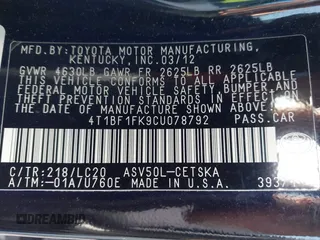 MFD.BY:TOYOTA MOTOR MANUFACTURING,
KENTUCKY, INC. 03/12
GVWR 4630LB GAWR FR 2625LB RR 2625LB
THIS VEHICLE CONFORMS TO ALL APPLICABLE
FEDERAL MOTOR VEHICLE SAFETY, BUMPER, AND
THEFT PREVENTION STANDARDS IN EFFECT ON
THE DATE OF MANUFACTURE SHOWN ABOVE.
4T1BF1FK9CU078792 PASS.CAR
C/TR:218/LC20 ASV50L-CETSKA
A/TM:-01A/U760E MADE IN U.S.A.
DREAMBID